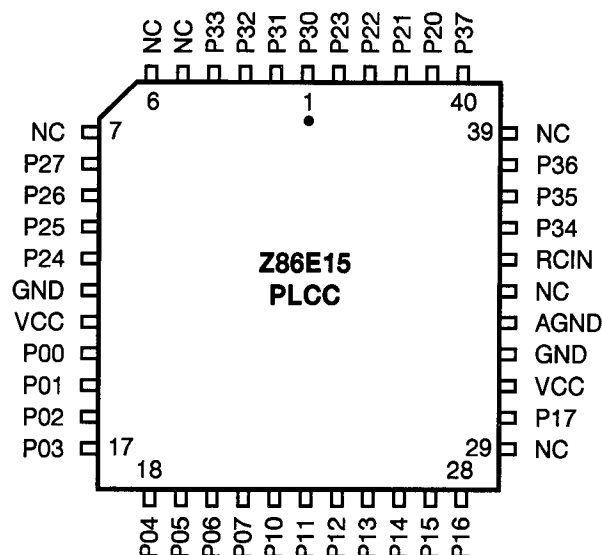 NC NC P33 P32 P31 P30 P23 P22 P21 P20 P37
6 1 40
NC 7 39 NC
P27 P36
P26 P35
P25 P34
P24 RCIN
Z86E15
PLCC
GND NC
VCC AGND
P00 GND
P01 VCC
P02 P17
P03 17 29 NC
18 28
P04 P05 P06 P07 P10 P11 P12 P13 P14 P15 P16